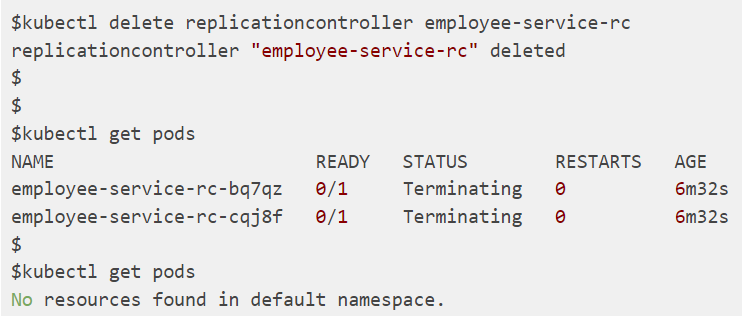 $kubectl delete replicationcontroller employee-service-rc
replicationcontroller "employee-service-rc" deleted
$
$
$kubectl get pods
NAME READY STATUS RESTARTS AGE
employee-service-rc-bq7qz 0/1 Terminating 0 6m32s
employee-service-rc-cqj8f 0/1 Terminating 0 6m32s
$
$kubectl get pods
No resources found in default namespace.